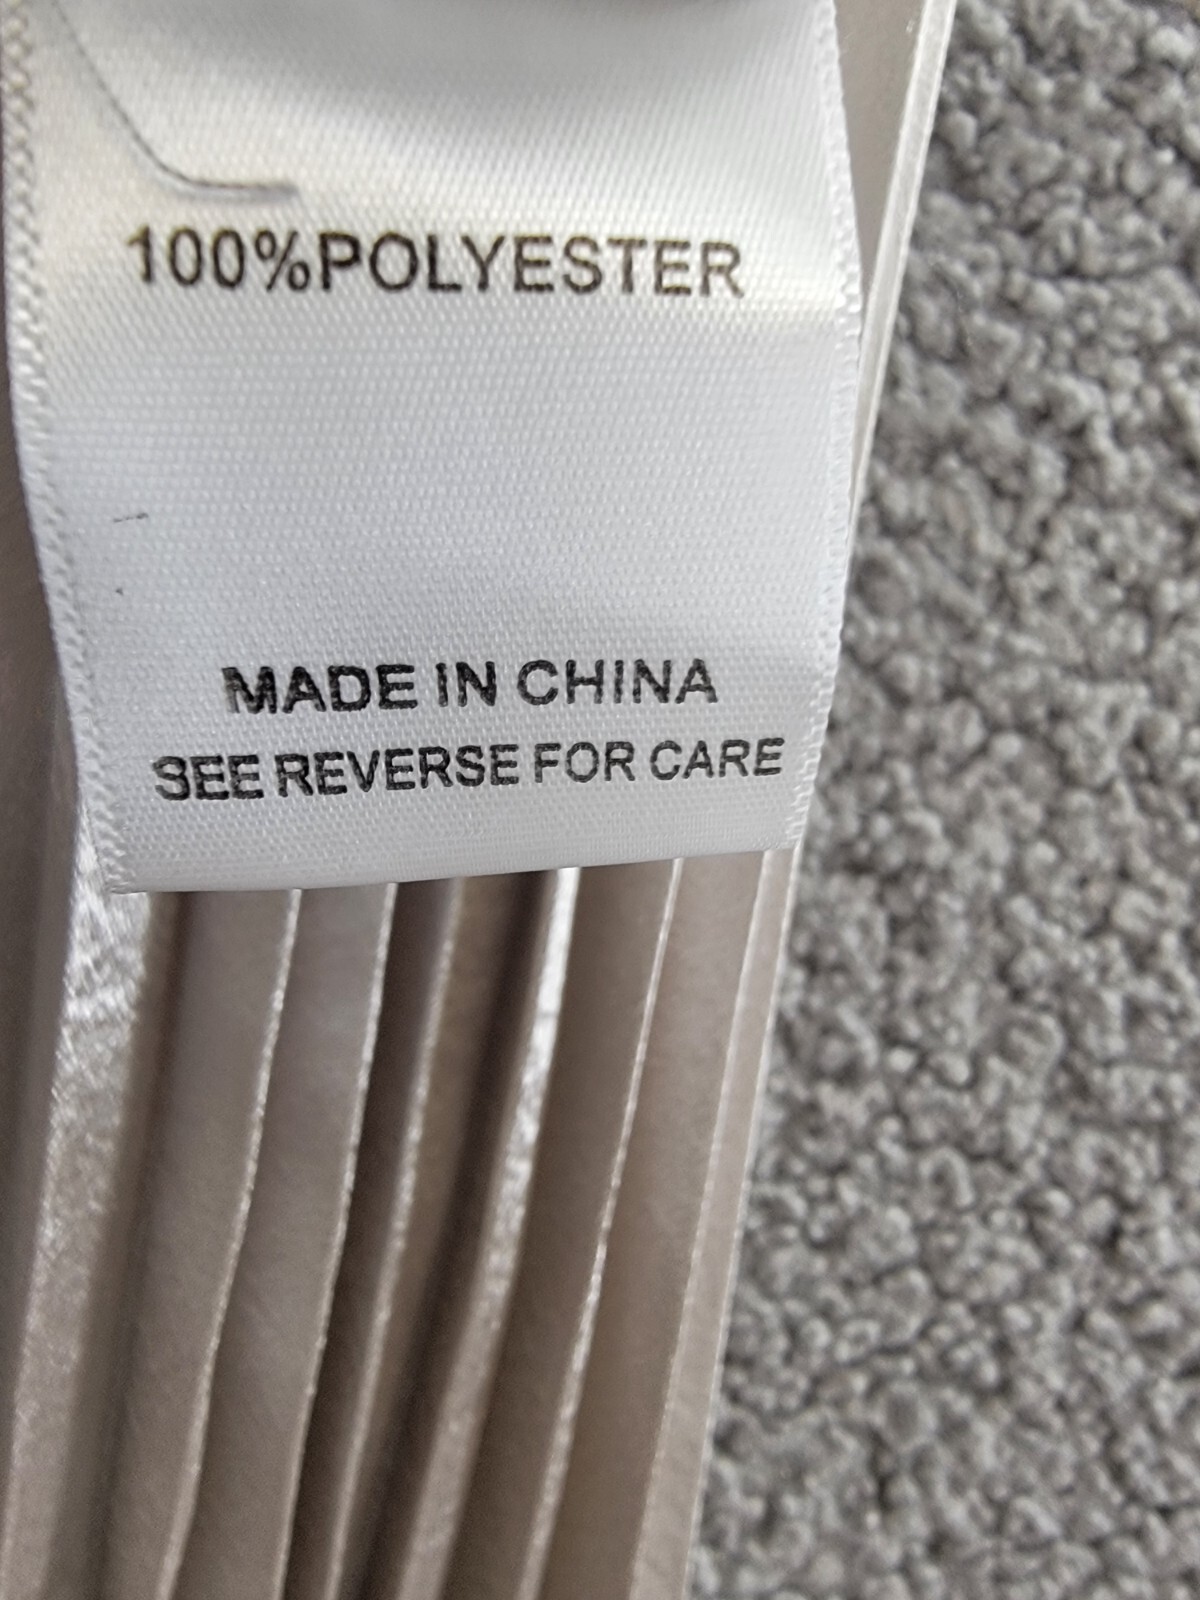 100%POLYESTER
MADE IN CHINA
SEE REVERSE FOR CARE